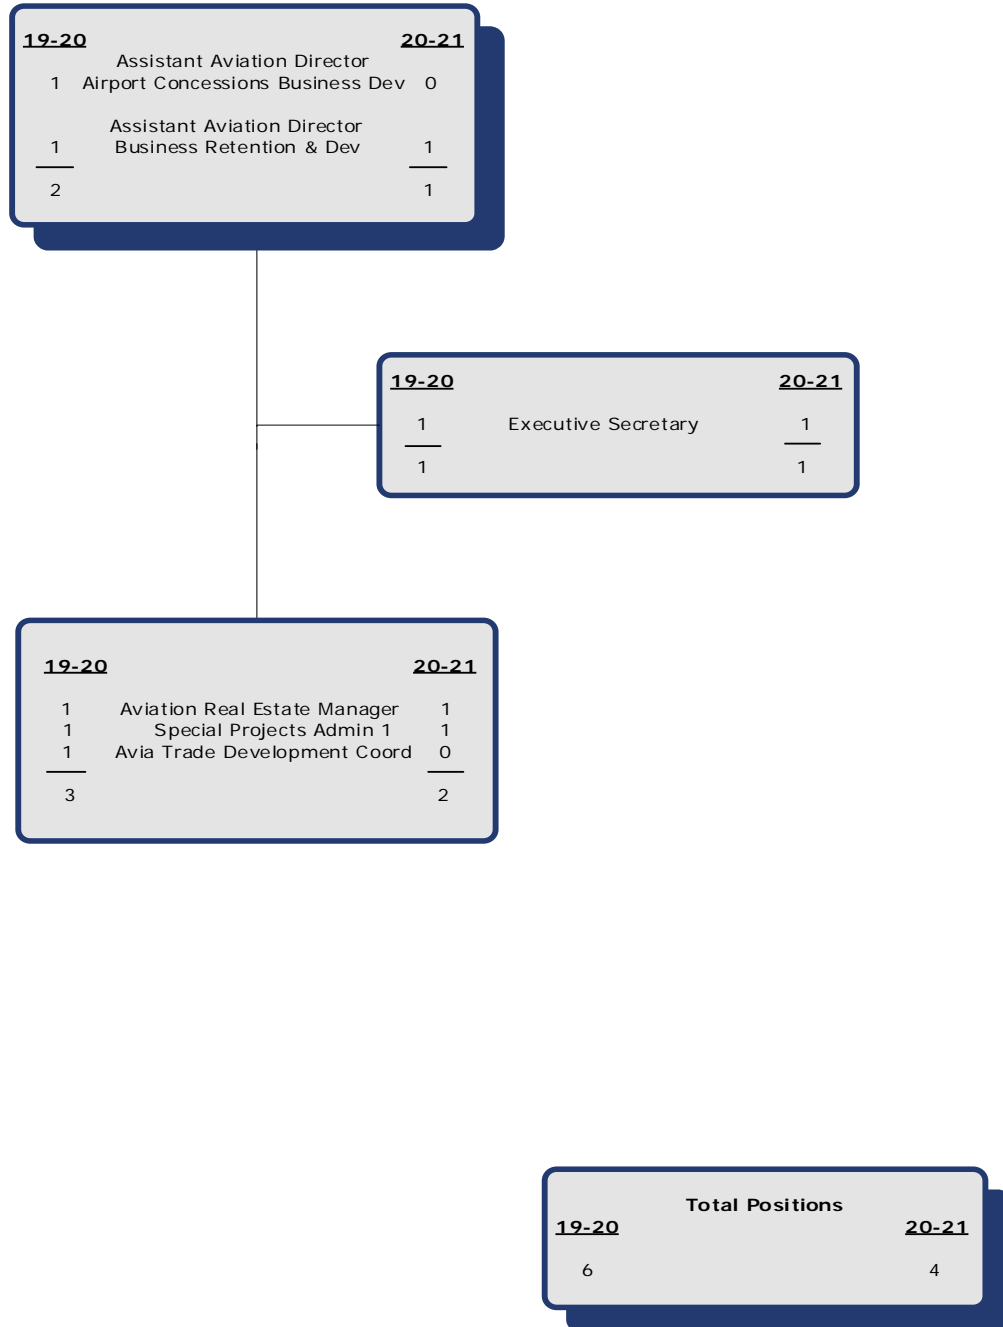 19-20 20-21
Assistant Aviation Director
1 Airport Concessions Business Dev 0
Assistant Aviation Director
1 Business Retention & Dev 1
2 1
19-20 20-21
1 Executive Secretary 1
1 1
19-20 20-21
1 Aviation Real Estate Manager 1
1 Special Projects Admin 1 1
1 Avia Trade Development Coord 0
3 2
Total Positions
19-20 20-21
6 4